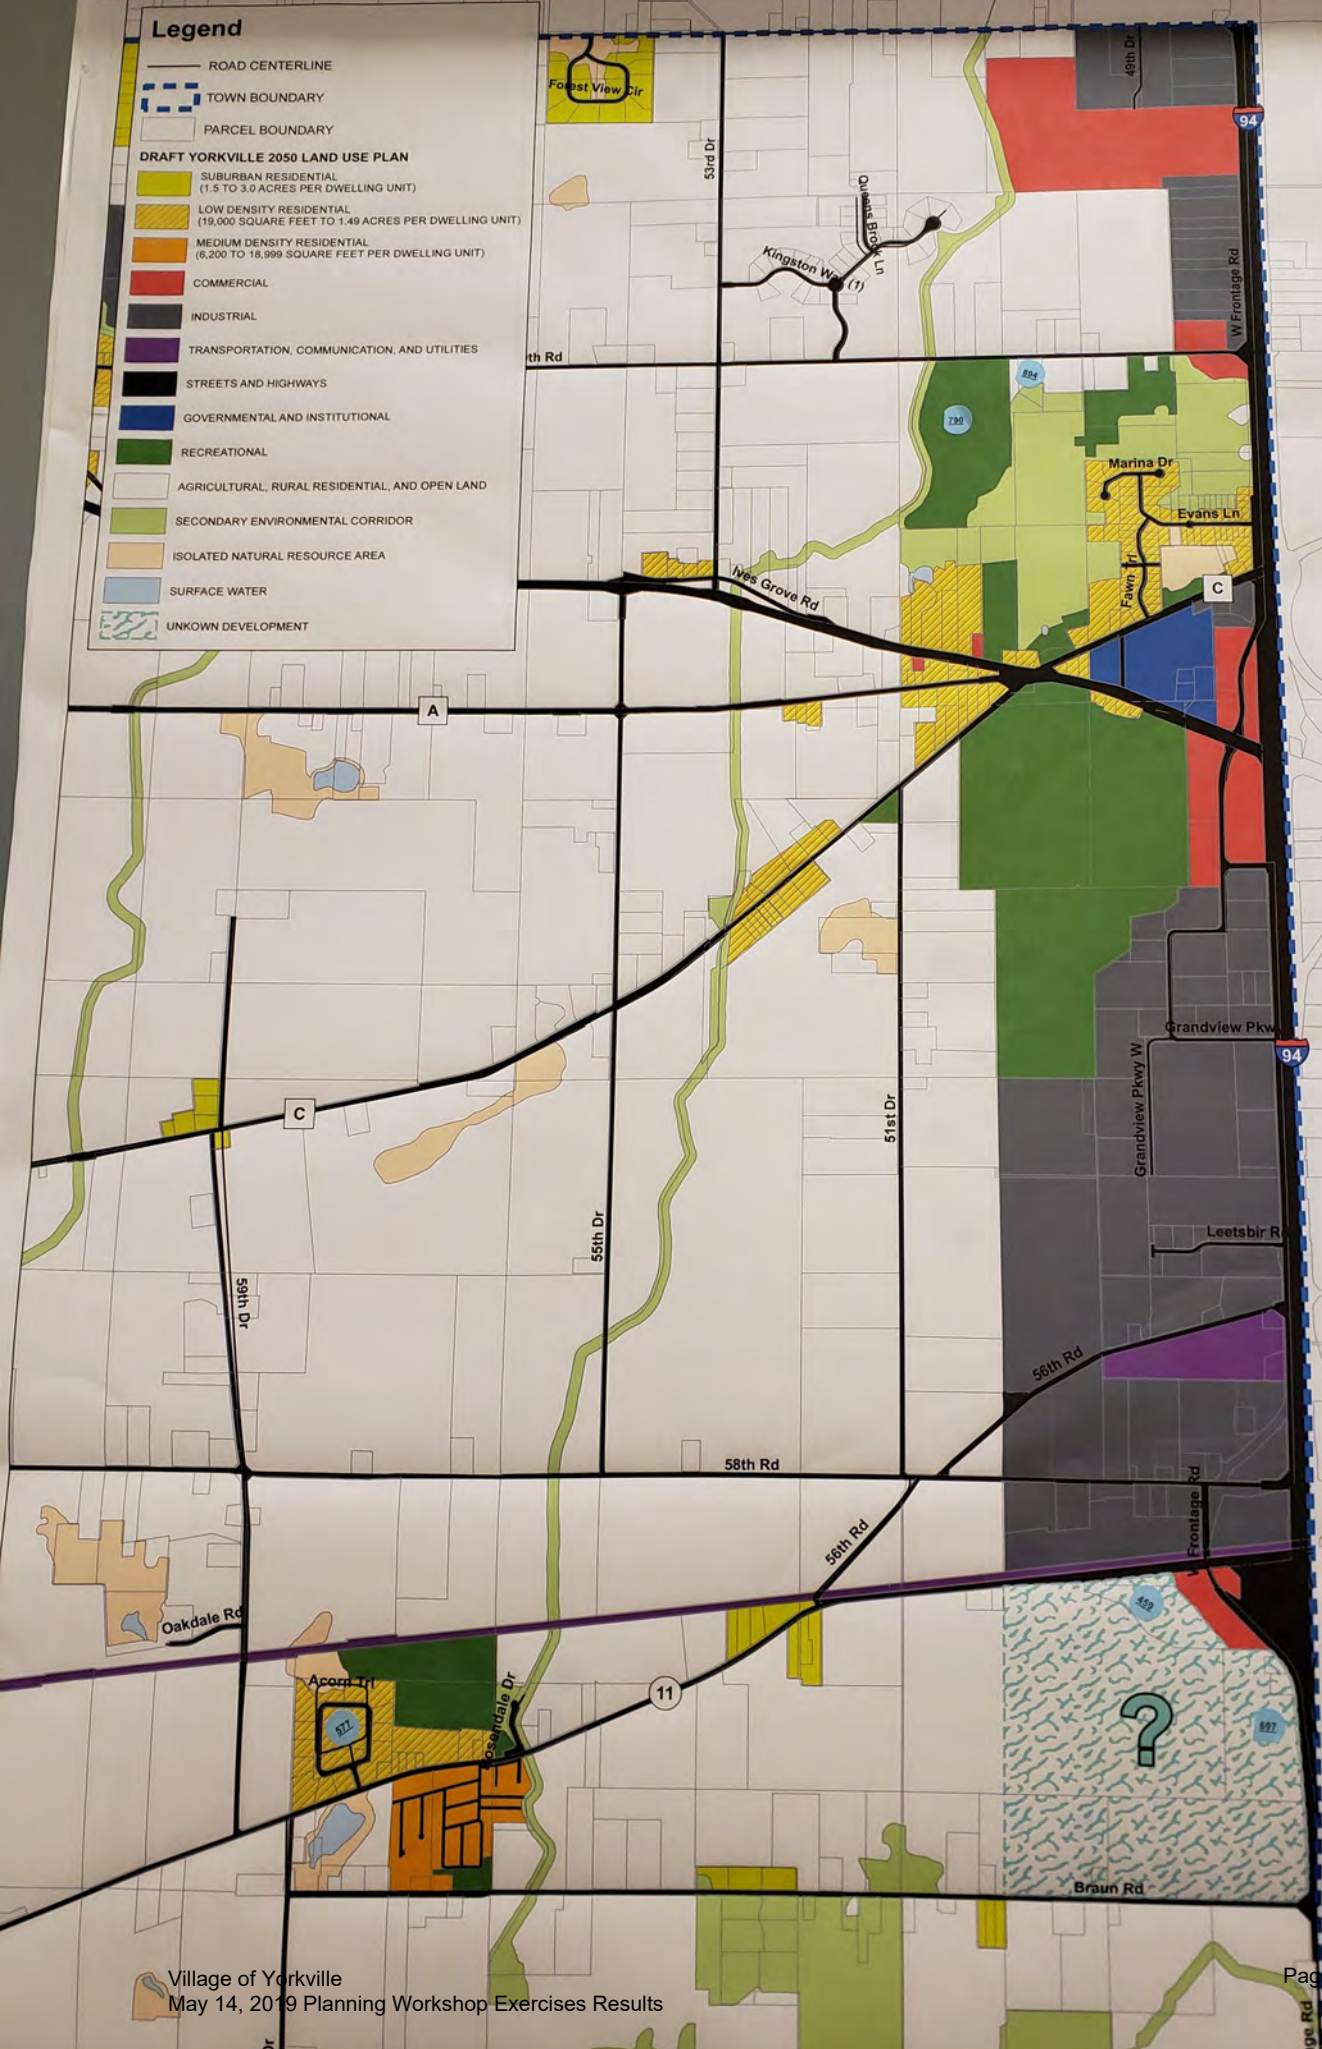 Legend
ROAD CENTERLINE
TOWN BOUNDARY
PARCEL BOUNDARY
DRAFT YORKVILLE 2050 LAND USE PLAN
SUBURBAN RESIDENTIAL
(1.5 TO 3.0 ACRES PER DWELLING UNIT)
LOW DENSITY RESIDENTIAL
(19,000 SQUARE FEET TO 1.49 ACRES PER DWELLING UNIT)
MEDIUM DENSITY RESIDENTIAL
(6,200 TO 18,999 SQUARE FEET PER DWELLING UNIT)
COMMERCIAL
INDUSTRIAL
TRANSPORTATION, COMMUNICATION, AND UTILITIES
STREETS AND HIGHWAYS
GOVERNMENTAL AND INSTITUTIONAL
RECREATIONAL
AGRICULTURAL, RURAL RESIDENTIAL, AND OPEN LAND
SECONDARY ENVIRONMENTAL CORRIDOR
ISOLATED NATURAL RESOURCE AREA
SURFACE WATER
UNKOWN DEVELOPMENT
Forest View Cir
53rd Dr
49th Dr
94
Queens Brook Ln
Kingston Way (1)
W Frontage Rd
th Rd
894
790
Marina Dr
Evans Ln
Fawn Trl
C
Ives Grove Rd
A
Grandview Pkw
94
Grandview Pkwy W
C
51st Dr
55th Dr
Leetsbir R
59th Dr
56th Rd
58th Rd
W Frontage Rd
56th Rd
459
Oakdale Rd
Acorn Trl
577
Rosendale Dr
11
?
697
Braun Rd
Village of Yorkville
May 14, 2019 Planning Workshop Exercises Results
Pag
ge Rd
Dr